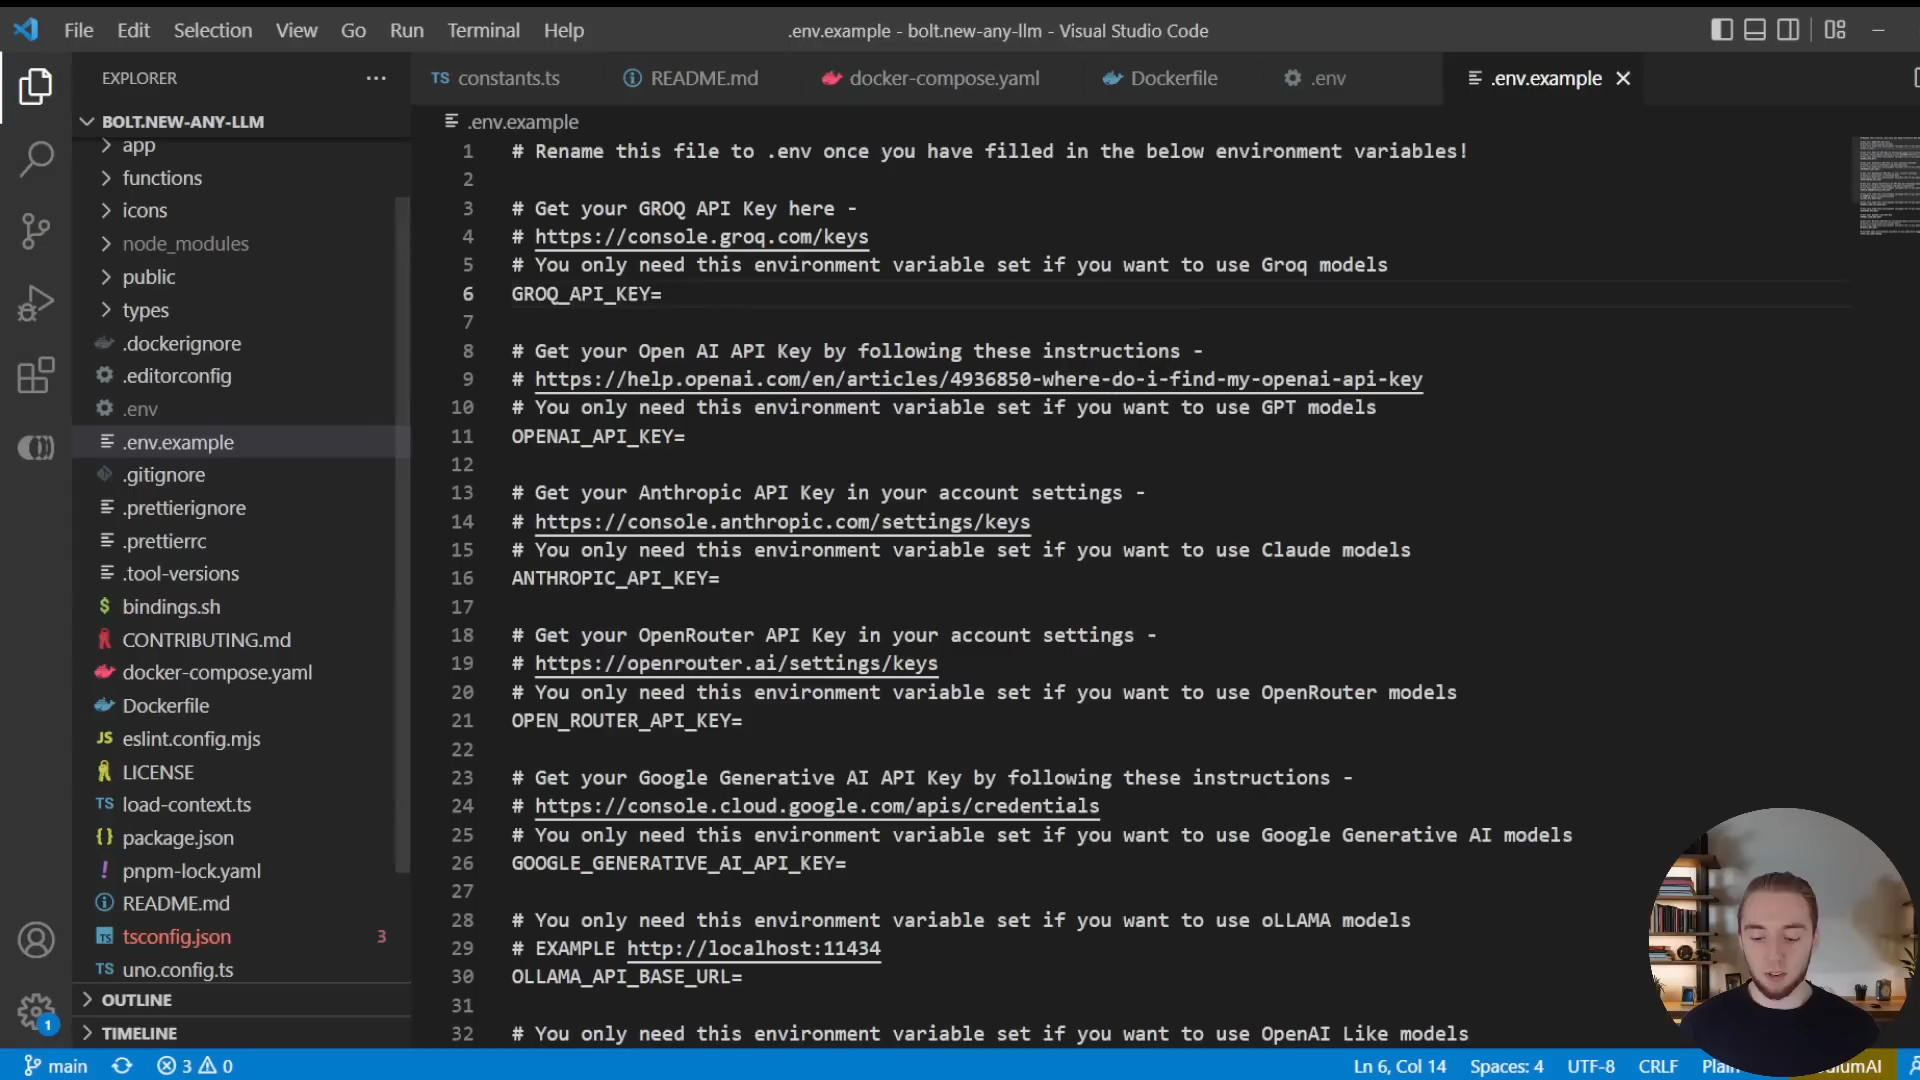 File Edit Selection View Go Run Terminal Help
.env.example - bolt.new-any-llm - Visual Studio Code
EXPLORER
constants.ts
README.md
docker-compose.yaml
Dockerfile
.env
.env.example
BOLT.NEW-ANY-LLM
app
functions
icons
node_modules
public
types
.dockerignore
.editorconfig
.env
.env.example
.gitignore
.prettierignore
.prettierrc
.tool-versions
bindings.sh
CONTRIBUTING.md
docker-compose.yaml
Dockerfile
JS eslint.config.mjs
LICENSE
TS load-context.ts
{} package.json
! pnpm-lock.yaml
README.md
TS tsconfig.json 3
TS uno.config.ts
OUTLINE
TIMELINE
.env.example
1 # Rename this file to .env once you have filled in the below environment variables!
2
3 # Get your GROQ API Key here -
4 # https://console.groq.com/keys
5 # You only need this environment variable set if you want to use Groq models
6 GROQ_API_KEY=
7
8 # Get your Open AI API Key by following these instructions -
9 # https://help.openai.com/en/articles/4936850-where-do-i-find-my-openai-api-key
10 # You only need this environment variable set if you want to use GPT models
11 OPENAI_API_KEY=
12
13 # Get your Anthropic API Key in your account settings -
14 # https://console.anthropic.com/settings/keys
15 # You only need this environment variable set if you want to use Claude models
16 ANTHROPIC_API_KEY=
17
18 # Get your OpenRouter API Key in your account settings -
19 # https://openrouter.ai/settings/keys
20 # You only need this environment variable set if you want to use OpenRouter models
21 OPEN_ROUTER_API_KEY=
22
23 # Get your Google Generative AI API Key by following these instructions -
24 # https://console.cloud.google.com/apis/credentials
25 # You only need this environment variable set if you want to use Google Generative AI models
26 GOOGLE_GENERATIVE_AI_API_KEY=
27
28 # You only need this environment variable set if you want to use oLLAMA models
29 # EXAMPLE http://localhost:11434
30 OLLAMA_API_BASE_URL=
31
32 # You only need this environment variable set if you want to use OpenAI Like models
1
main 3 0 Ln 6, Col 14 Spaces: 4 UTF-8 CRLF